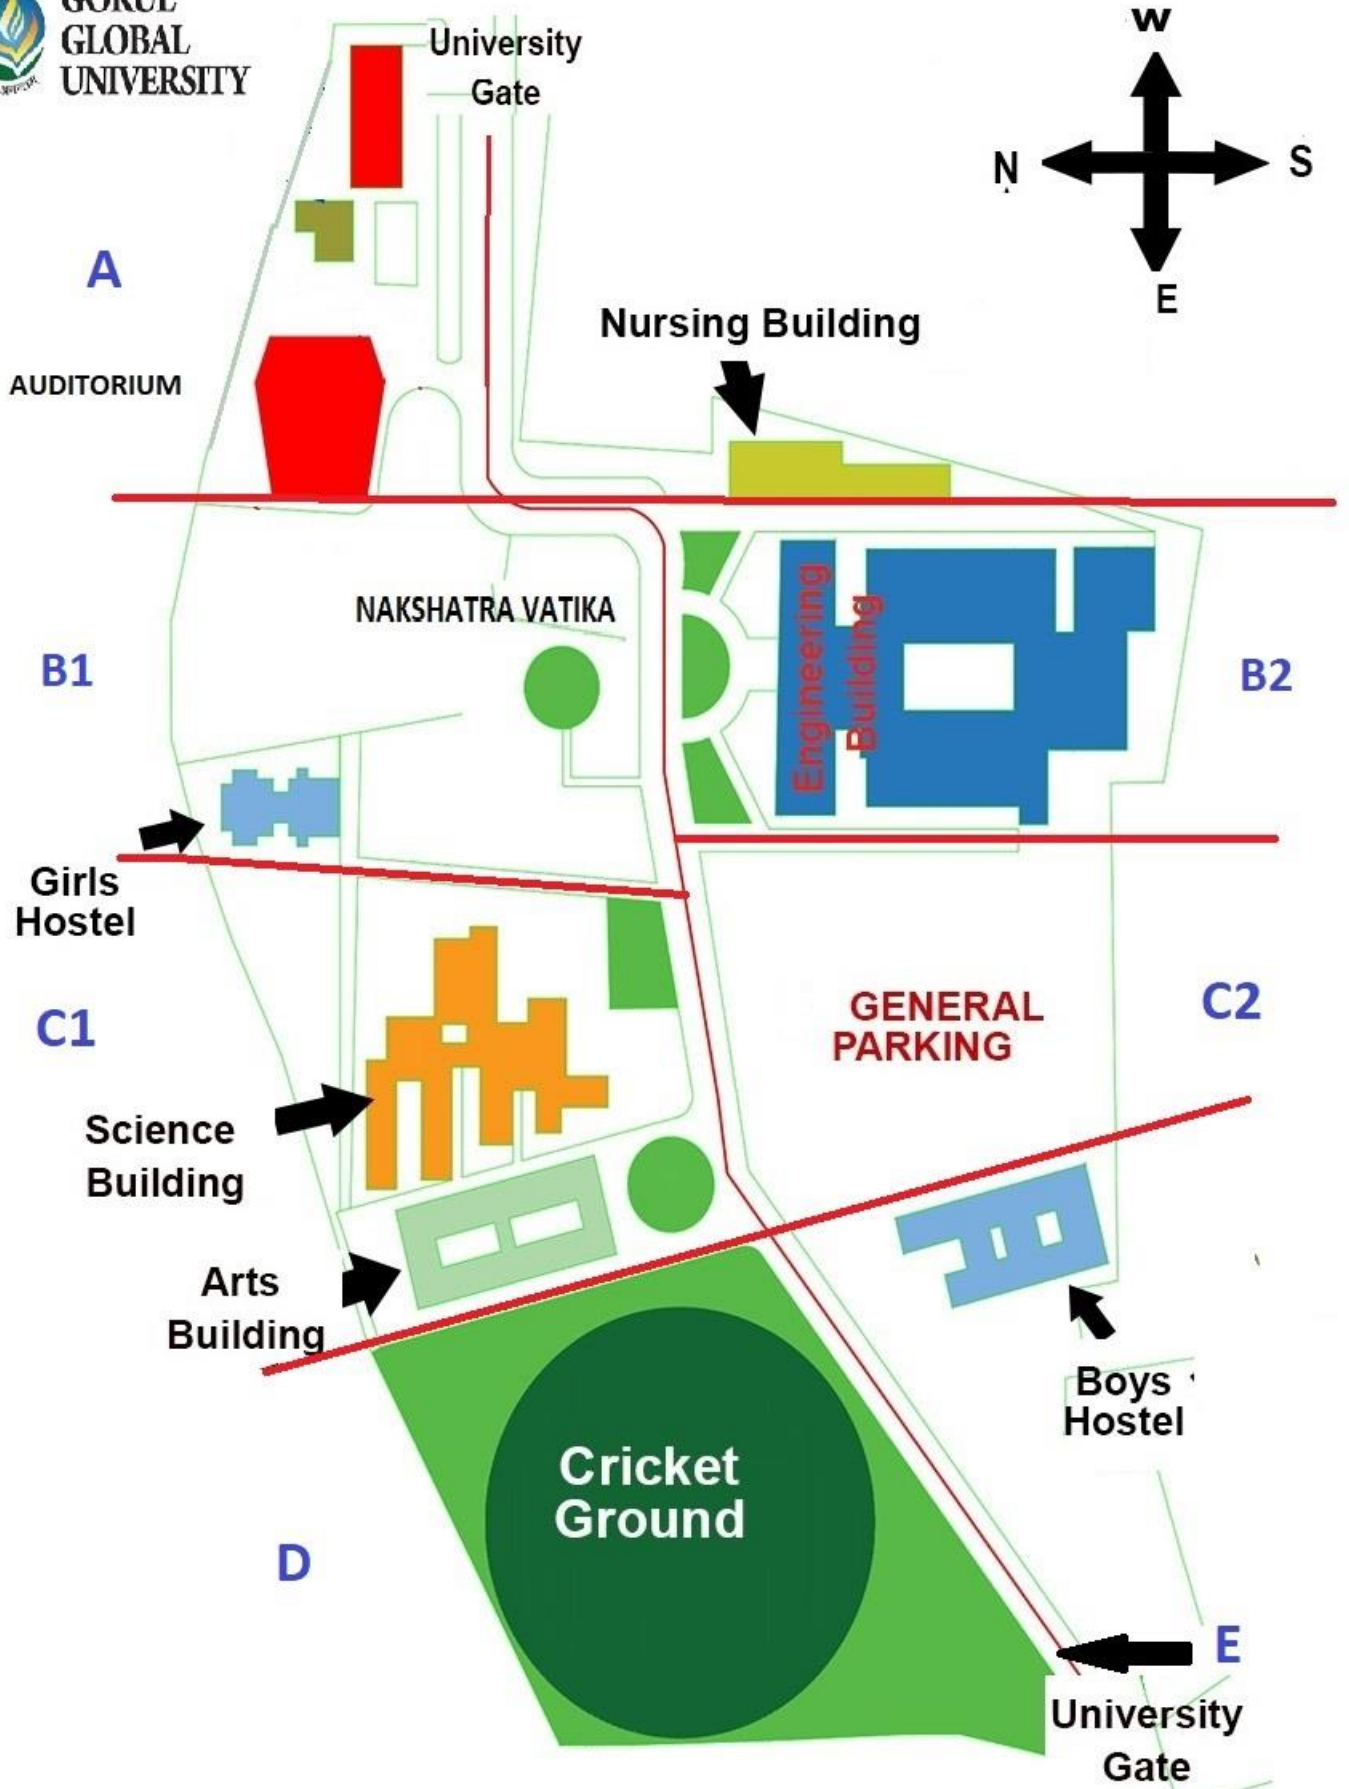 GOKUL
GLOBAL
UNIVERSITY
University
Gate
W
N
S
E
A
Nursing Building
AUDITORIUM
NAKSHATRA VATIKA
Engineering
Building
B1
B2
Girls
Hostel
GENERAL
PARKING
C1
C2
Science
Building
Arts
Building
Boys
Hostel
Cricket
Ground
D
E
University
Gate